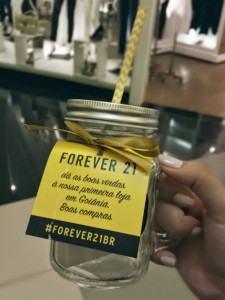 FOREVER 21
dá as boas vindas
à nossa primeira loja
em Goiânia.
Boas compras
#FOREVER21BR